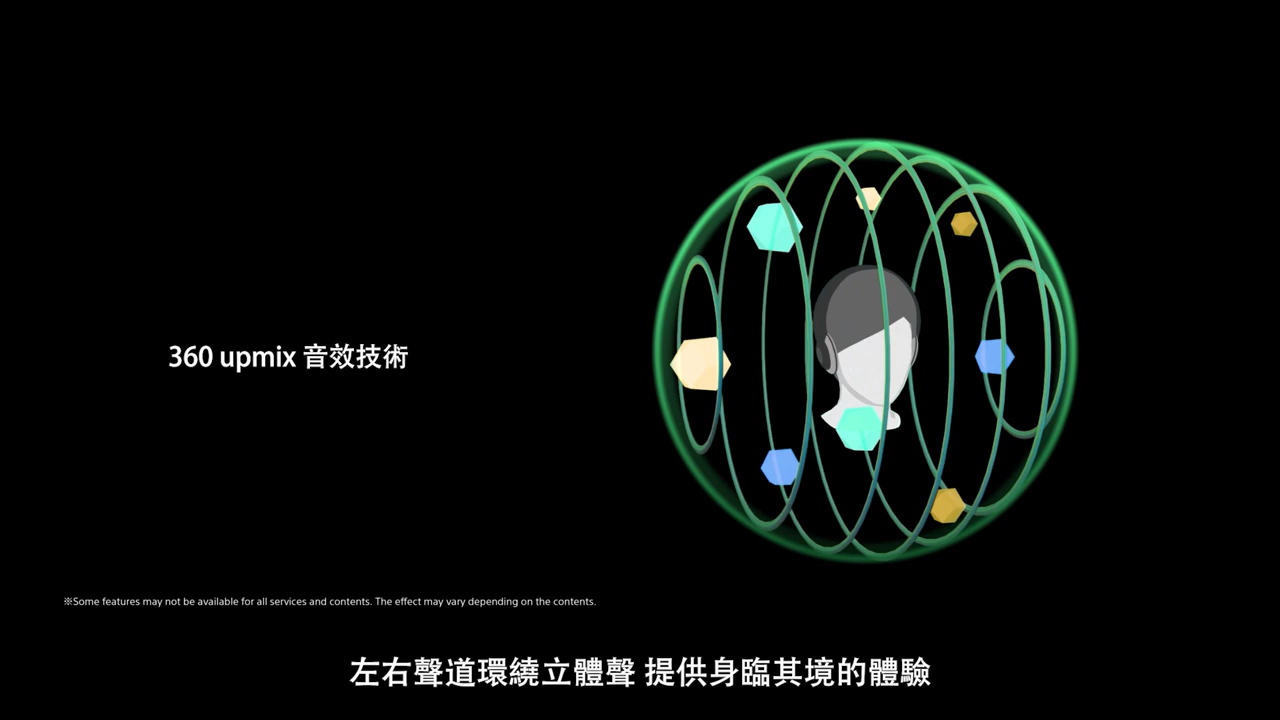 360 upmix 音效技術
※Some features may not be available for all services and contents. The effect may vary depending on the contents.
左右聲道環繞立體聲 提供身臨其境的體驗